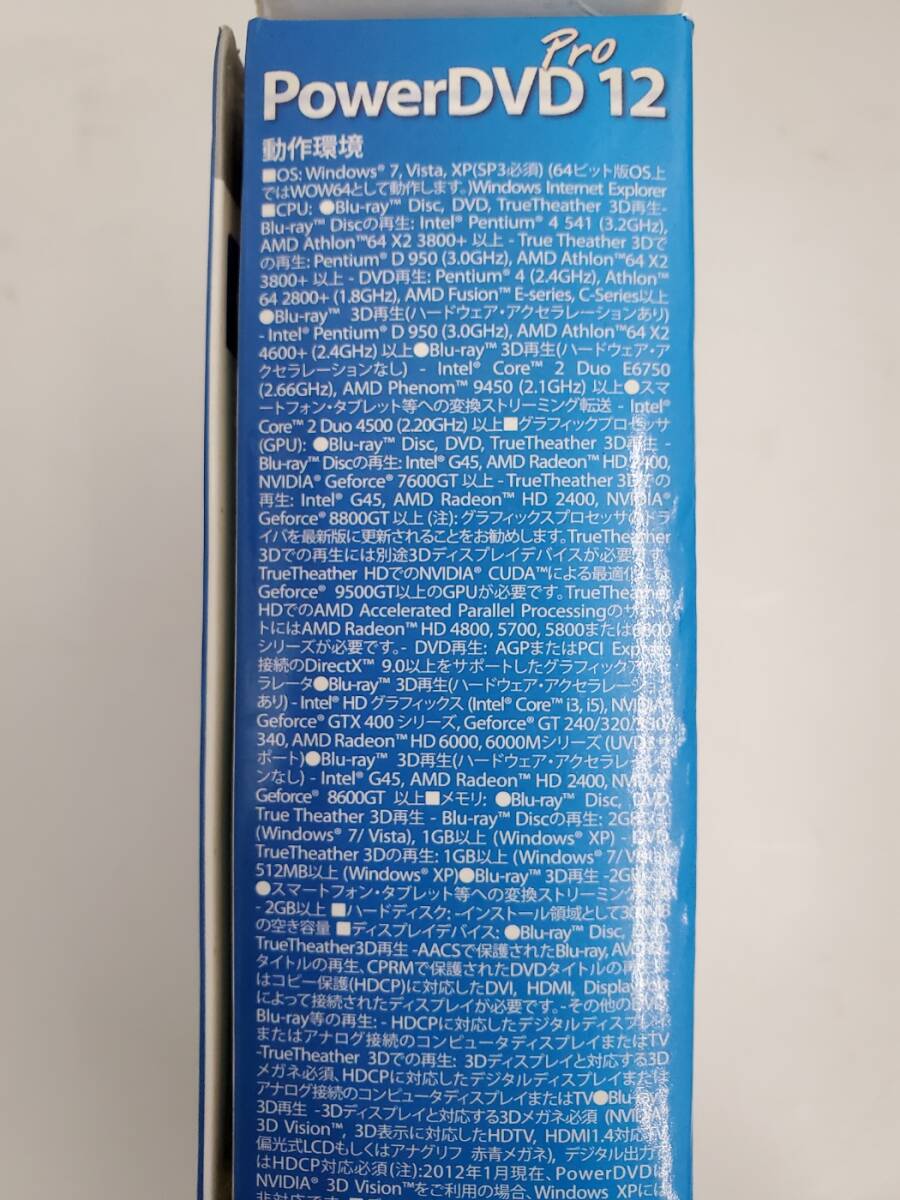 Pro
PowerDVD 12
動作環境
■OS: Windows® 7, Vista, XP(SP3必須) (64ビット版OS上
ではWOW64として動作します。)Windows Internet Explorer
■CPU: ●Blu-ray™ Disc, DVD, TrueTheather 3D再生-
Blu-ray™ Discの再生: Intel® Pentium® 4 541 (3.2GHz),
AMD Athlon™64 X2 3800+ 以上 - True Theather 3Dで
の再生: Pentium® D 950 (3.0GHz), AMD Athlon™64 X2
3800+ 以上 - DVD再生: Pentium® 4 (2.4GHz), Athlon™
64 2800+ (1.8GHz), AMD Fusion™ E-series, C-Series以上
●Blu-ray™ 3D再生(ハードウェア・アクセラレーションあり)
- Intel® Pentium® D 950 (3.0GHz), AMD Athlon™64 X2
4600+ (2.4GHz) 以上●Blu-ray™ 3D再生(ハードウェア・ア
クセラレーションなし) - Intel® Core™ 2 Duo E6750
(2.66GHz), AMD Phenom™ 9450 (2.1GHz) 以上●スマ
ートフォン・タブレット等への変換ストリーミング転送 - Intel®
Core™ 2 Duo 4500 (2.20GHz) 以上■グラフィックプロセッサ
(GPU): ●Blu-ray™ Disc, DVD, TrueTheather 3D再生 -
Blu-ray™ Discの再生: Intel® G45, AMD Radeon™ HD 2400,
NVIDIA® Geforce® 7600GT 以上 - TrueTheather 3Dでの
再生: Intel® G45, AMD Radeon™ HD 2400, NVIDIA®
Geforce® 8800GT 以上 (注): グラフィックスプロセッサのドラ
イバを最新版に更新されることをお勧めします。TrueTheather
3Dでの再生には別途3Dディスプレイデバイスが必要です。
TrueTheather HDでのNVIDIA® CUDA™による最適化には
Geforce® 9500GT以上のGPUが必要です。TrueTheather
HDでのAMD Accelerated Parallel Processingのサポー
トにはAMD Radeon™ HD 4800, 5700, 5800または6800
シリーズが必要です。- DVD再生: AGPまたはPCI Express
接続のDirectX™ 9.0以上をサポートしたグラフィックアクセ
ラレータ●Blu-ray™ 3D再生(ハードウェア・アクセラレーション
あり) - Intel® HD グラフィックス (Intel® Core™ i3, i5), NVIDIA®
Geforce® GTX 400 シリーズ, Geforce® GT 240/320/330/
340, AMD Radeon™ HD 6000, 6000Mシリーズ (UVD3サ
ポート)●Blu-ray™ 3D再生(ハードウェア・アクセラレーショ
ンなし) - Intel® G45, AMD Radeon™ HD 2400, NVIDIA®
Geforce® 8600GT 以上■メモリ: ●Blu-ray™ Disc, DVD,
True Theather 3D再生 - Blu-ray™ Discの再生: 2GB以上
(Windows® 7/ Vista), 1GB以上 (Windows® XP) - DVD,
TrueTheather 3Dの再生: 1GB以上 (Windows® 7/ Vista),
512MB以上 (Windows® XP)●Blu-ray™ 3D再生 -2GB以上
●スマートフォン・タブレット等への変換ストリーミング
-2GB以上 ■ハードディスク: -インストール領域として
の空き容量 ■ディスプレイデバイス: ●Blu-ray™ Disc, DVD,
TrueTheather3D再生 -AACSで保護されたBlu-ray,
タイトルの再生、CPRMで保護されたDVDタイトルの再生
はコピー保護(HDCP)に対応したDVI, HDMI, DisplayPort
によって接続されたディスプレイが必要です。-その他のDVD,
Blu-ray等の再生: - HDCPに対応したデジタルディスプレイ
またはアナログ接続のコンピュータディスプレイまたはTV
-TrueTheather 3Dでの再生: 3Dディスプレイと対応する3D
メガネ必須、HDCPに対応したデジタルディスプレイまたは
アナログ接続のコンピュータディスプレイまたはTV●Blu-ray™
3D再生 -3Dディスプレイと対応する3Dメガネ必須 (NVIDIA®
3D Vision™, 3D表示に対応したHDTV, HDMI1.4対応
偏光式LCDもしくはアナグリフ 赤青メガネ), デジタル出力
はHDCP対応必須(注):2012年1月現在、PowerDVDは
NVIDIA® 3D Vision™をご利用の場合、Windows XPには
非対応です。